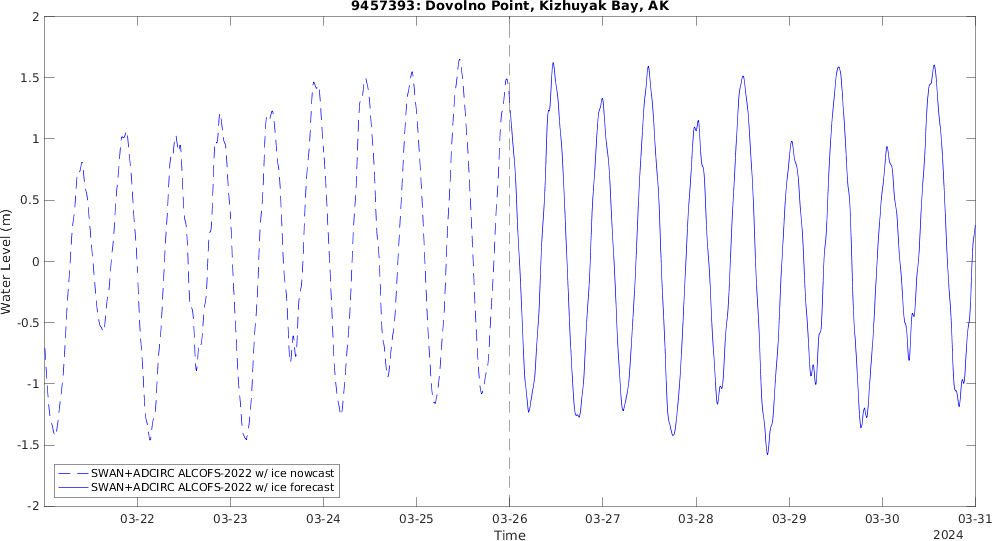 9457393: Dovolno Point, Kizhuyak Bay, AK
Water Level (m)
2
1.5
1
0.5
0
-0.5
-1
-1.5
-2
SWAN+ADCIRC ALCOFS-2022 w/ ice nowcast
SWAN+ADCIRC ALCOFS-2022 w/ ice forecast
03-22 03-23 03-24 03-25 03-26 03-27 03-28 03-29 03-30 03-31
Time
2024